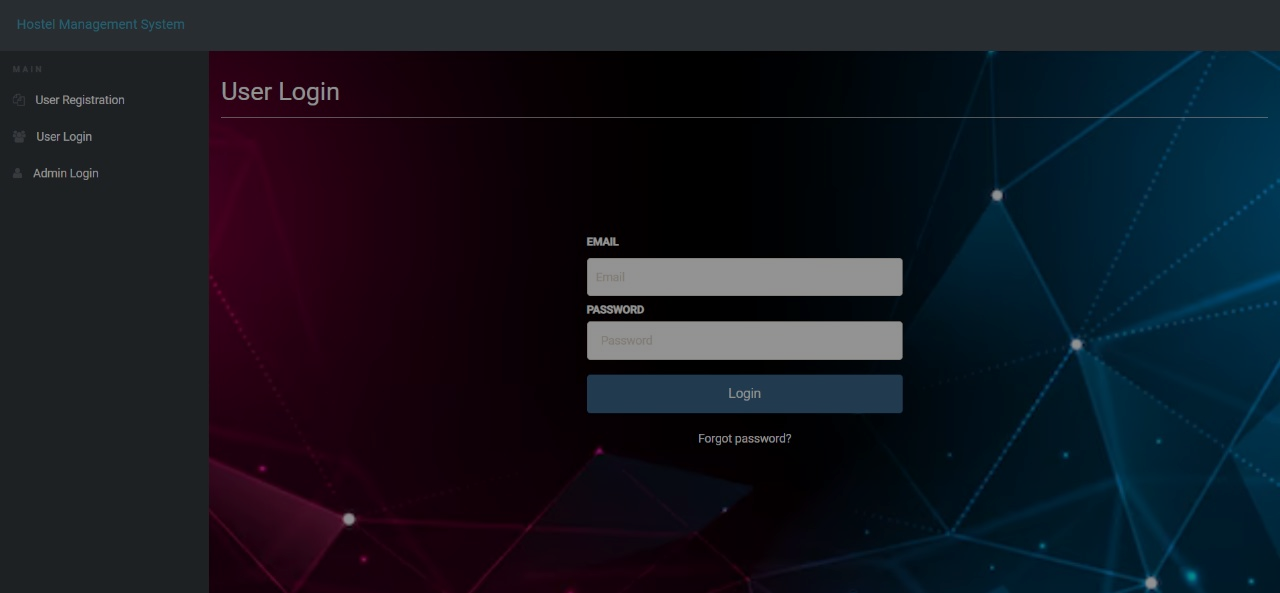 Hostel Management System
MAIN
User Registration
User Login
Admin Login
User Login
EMAIL
Email
PASSWORD
Password
Login
Forgot password?